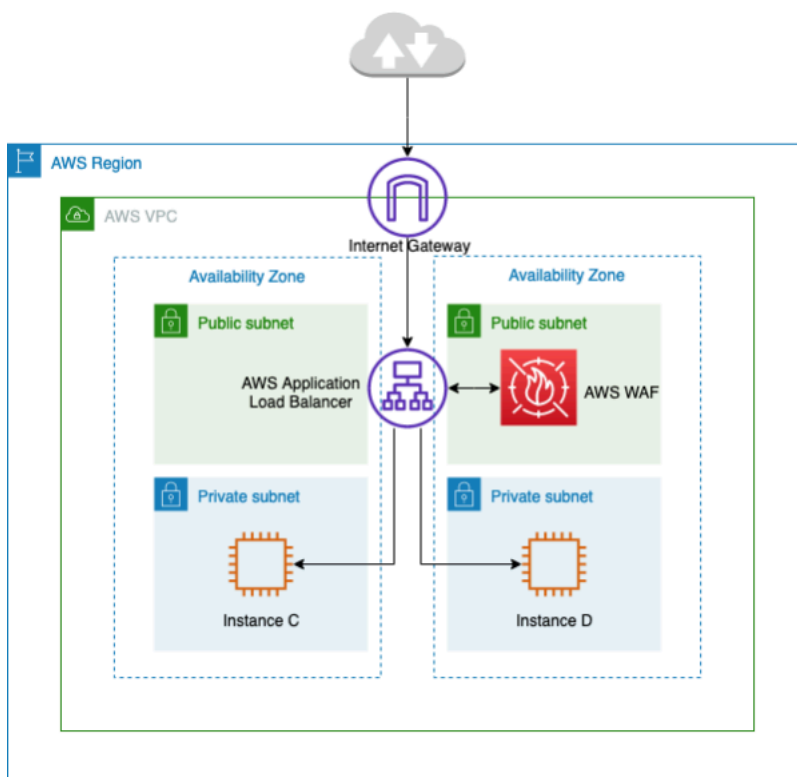 AWS Region
AWS VPC
Internet Gateway
Availability Zone
Availability Zone
Public subnet
Public subnet
AWS Application
Load Balancer
AWS WAF
Private subnet
Private subnet
Instance C
Instance D